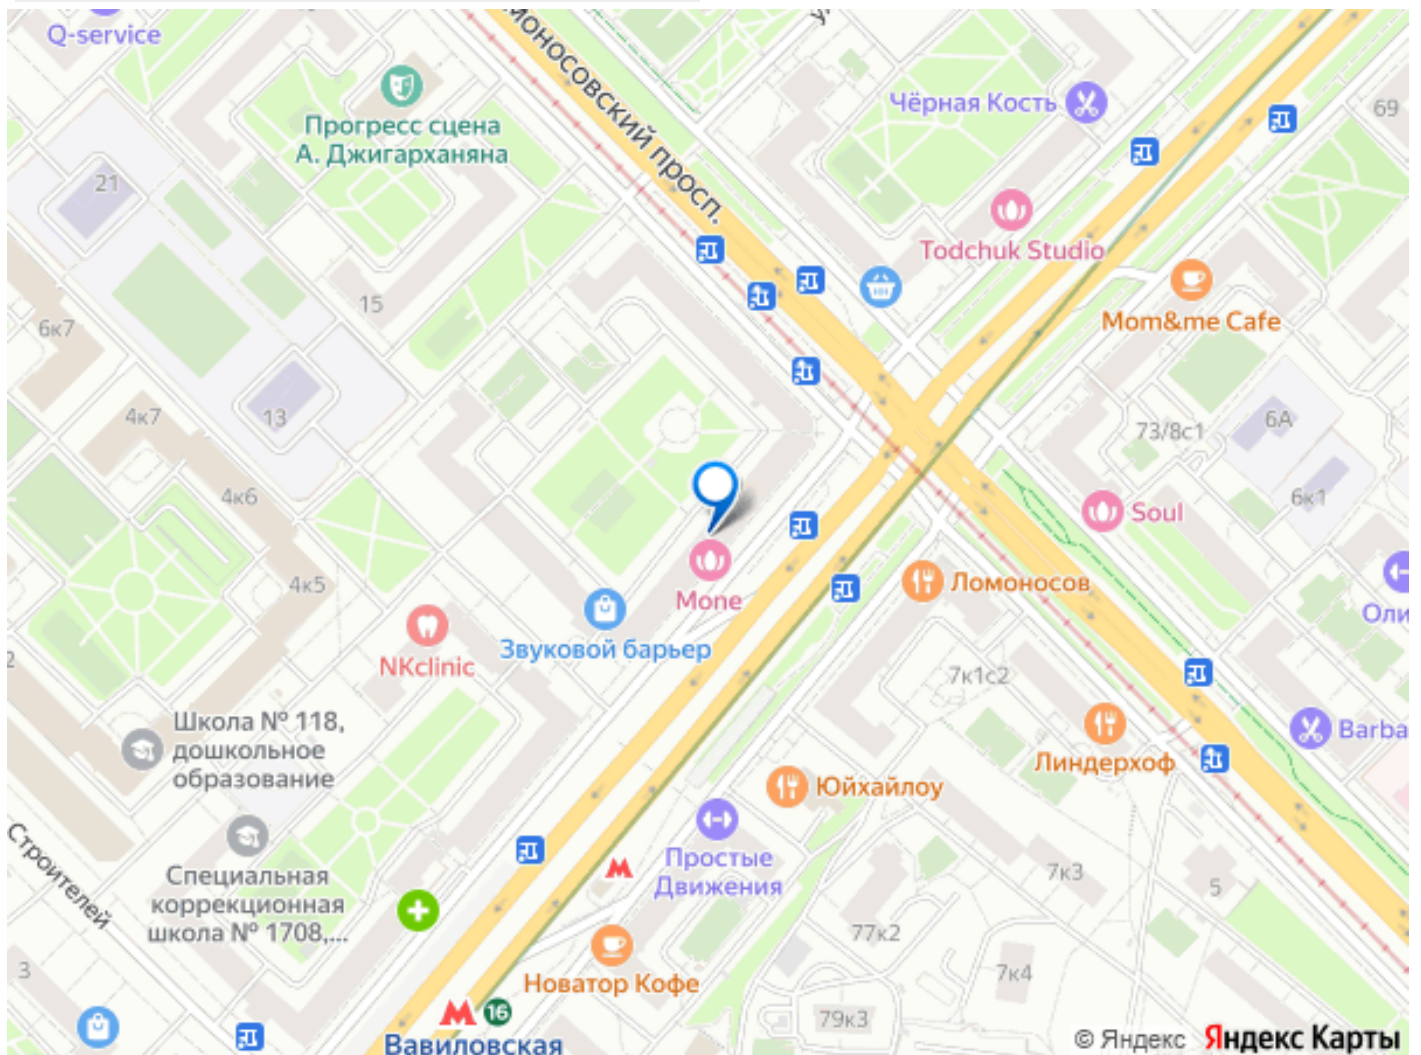 Q-service
моносовский просп.
Чёрная Кость
69
Прогресс сцена
А. Джигарханяна
21
Todchuk Studio
15
6к7
Mom&me Cafe
4к7
13
73/8с1
6А
4к6
6к1
Soul
4к5
Mone
Ломоносов
Оли
Звуковой барьер
NKclinic
7к1с2
2
Школа № 118,
дошкольное
образование
Barba
Линдерхоф
Юйхайлоу
Строителей
Специальная
коррекционная
школа № 1708,...
Простые
Движения
7к3
5
77к2
3
Новатор Кофе
7к4
16
79к3
Вавиловская
© Яндекс Яндекс Карты